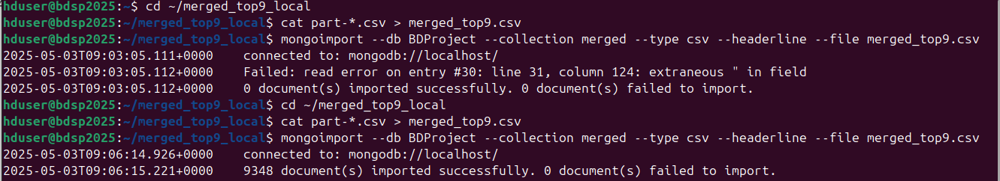 hduser@bdsp2025:~$ cd ~/merged_top9_local
hduser@bdsp2025:~/merged_top9_local$ cat part-*.csv > merged_top9.csv
hduser@bdsp2025:~/merged_top9_local$ mongoimport --db BDProject --collection merged --type csv --headerline --file merged_top9.csv
2025-05-03T09:03:05.111+0000    connected to: mongodb://localhost/
2025-05-03T09:03:05.112+0000    Failed: read error on entry #30: line 31, column 124: extraneous " in field
2025-05-03T09:03:05.112+0000    0 document(s) imported successfully. 0 document(s) failed to import.
hduser@bdsp2025:~/merged_top9_local$ cd ~/merged_top9_local
hduser@bdsp2025:~/merged_top9_local$ cat part-*.csv > merged_top9.csv
hduser@bdsp2025:~/merged_top9_local$ mongoimport --db BDProject --collection merged --type csv --headerline --file merged_top9.csv
2025-05-03T09:06:14.926+0000    connected to: mongodb://localhost/
2025-05-03T09:06:15.221+0000    9348 document(s) imported successfully. 0 document(s) failed to import.